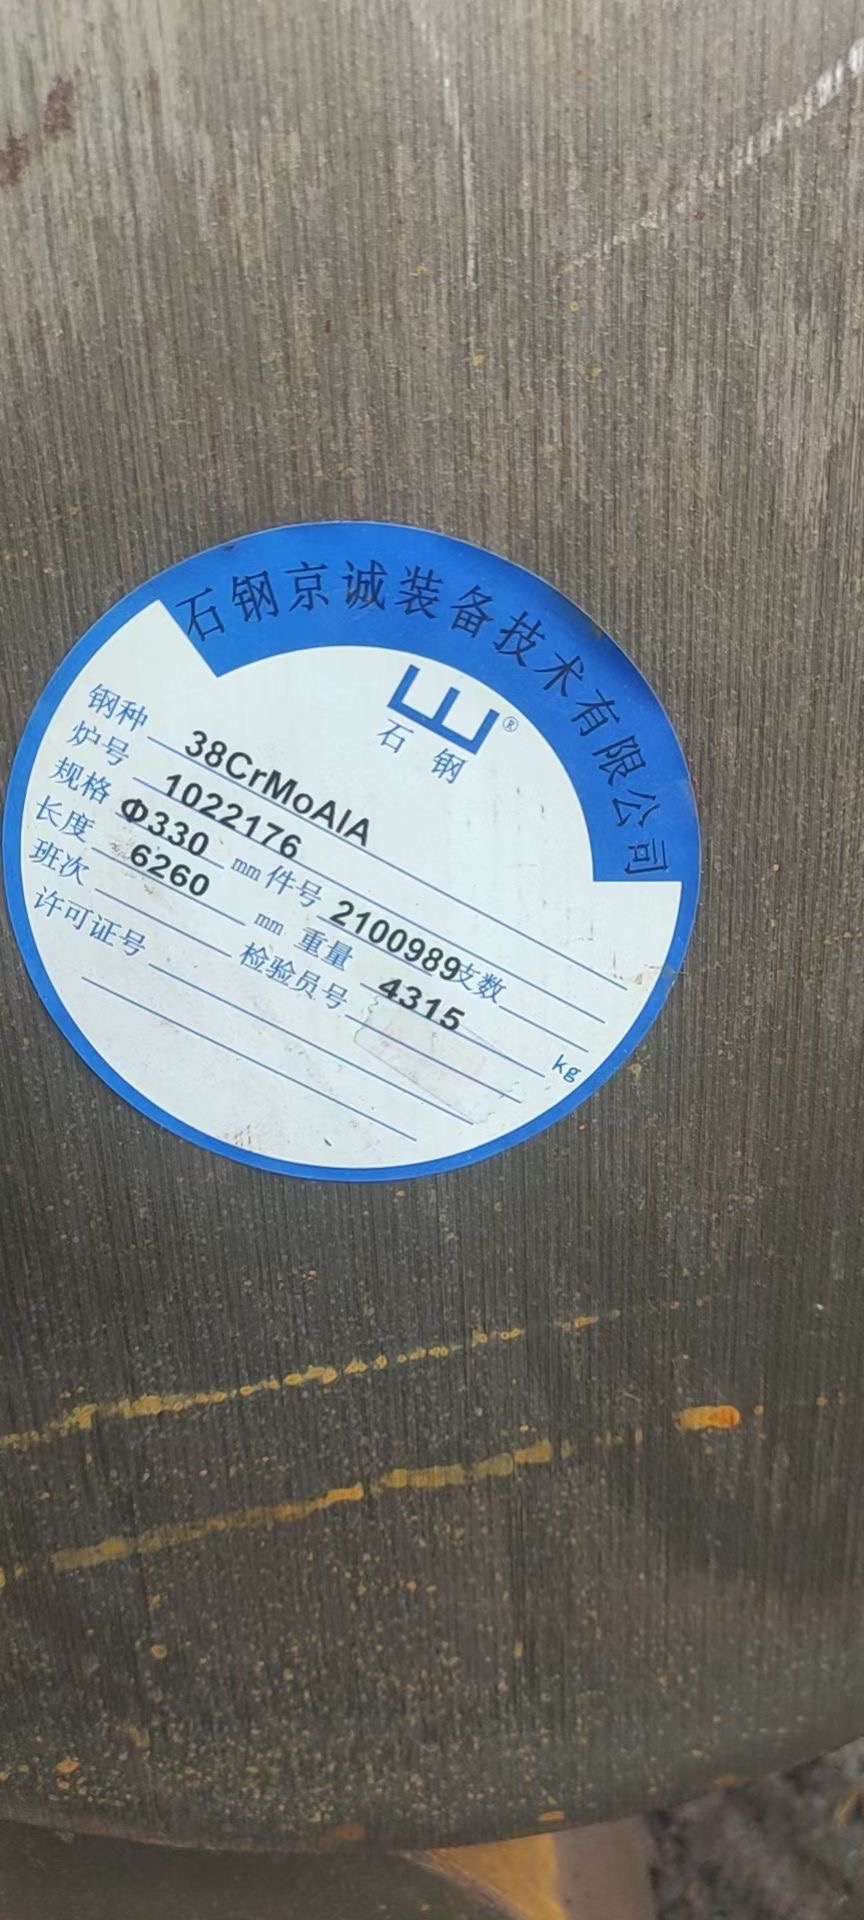 石钢京诚装备技术有限公司
®
石钢
钢种 38CrMoAlA
炉号 1022176
规格 Φ330 mm 件号 2100989 支数
长度 6260 mm 重量 4315 kg
班次 检验员号
许可证号